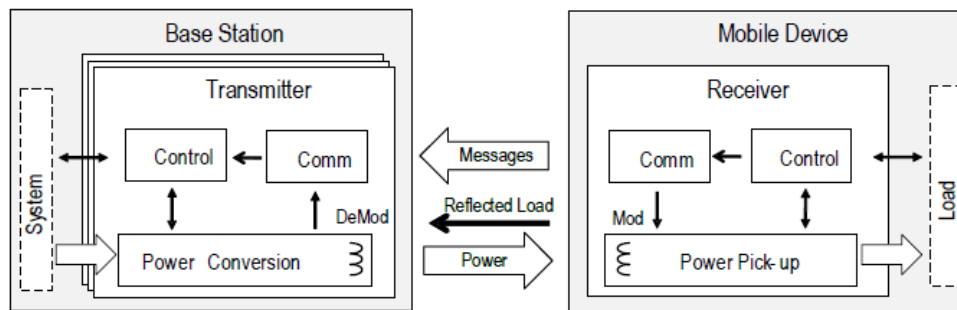 Base Station
Mobile Device
Transmitter
Receiver
System
Control
Comm
DeMod
Power Conversion
Messages
Reflected Load
Power
Comm
Control
Mod
Power Pick-up
Load